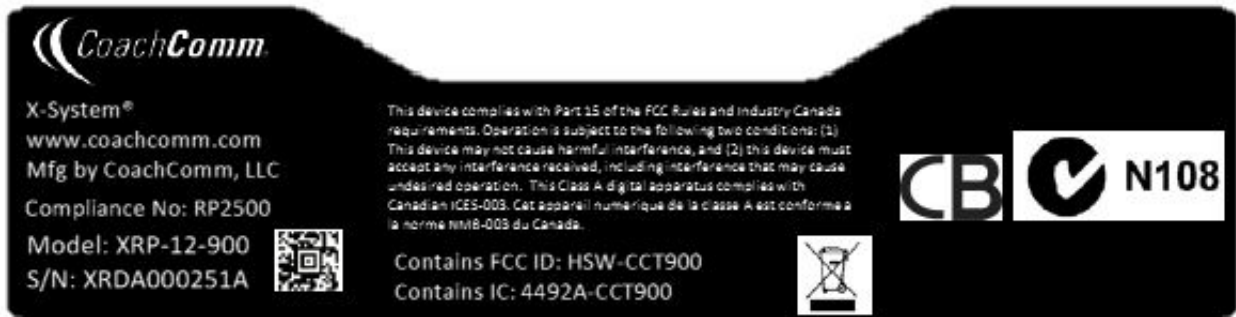 CoachComm
X-System®
www.coachcomm.com
Mfg by CoachComm, LLC
Compliance No: RP2500
Model: XRP-12-900
S/N: XRDA000251A
This device complies with Part 15 of the FCC Rules and Industry Canada
requirements. Operation is subject to the following two conditions: (1)
This device may not cause harmful interference, and (2) this device must
accept any interference received, including interference that may cause
undesired operation. This Class A digital apparatus complies with
Canadian ICES-003. Cet appareil numerique de la classe A est conforme a
la norme NMB-003 du Canada.
Contains FCC ID: HSW-CCT900
Contains IC: 4492A-CCT900
CB
N108